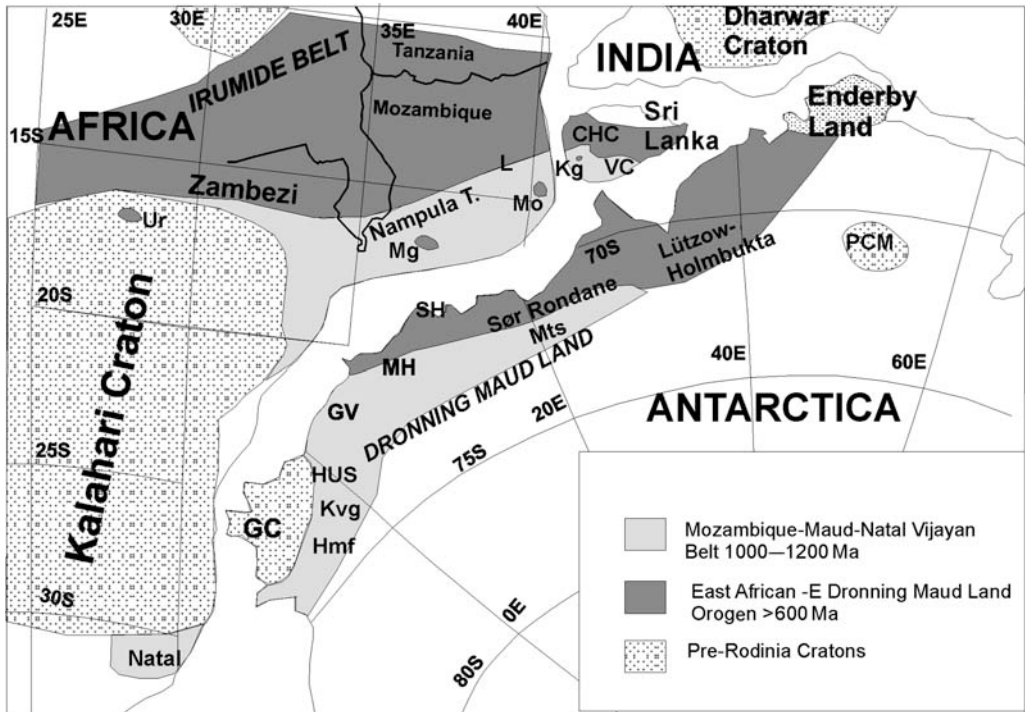 25E
30E
35E
40E
Dharwar
Craton
Tanzania
INDIA
IRUMIDE BELT
Mozambique
Enderby
Land
15S
AFRICA
Sri
Lanka
CHC
L
Kg
VC
Zambezi
Nampula T.
Mo
Ur
Mg
70S
Lützow-
Holmbukta
PCM
20S
Kalahari Craton
SH
Sør Rondane
Mts
MH
40E
60E
GV
DRONNING MAUD LAND
20E
ANTARCTICA
25S
75S
HUS
Kvg
GC
Hmf
30S
0E
Natal
80S
Mozambique-Maud-Natal Vijayan
Belt 1000—1200 Ma
East African -E Dronning Maud Land
Orogen >600 Ma
Pre-Rodinia Cratons